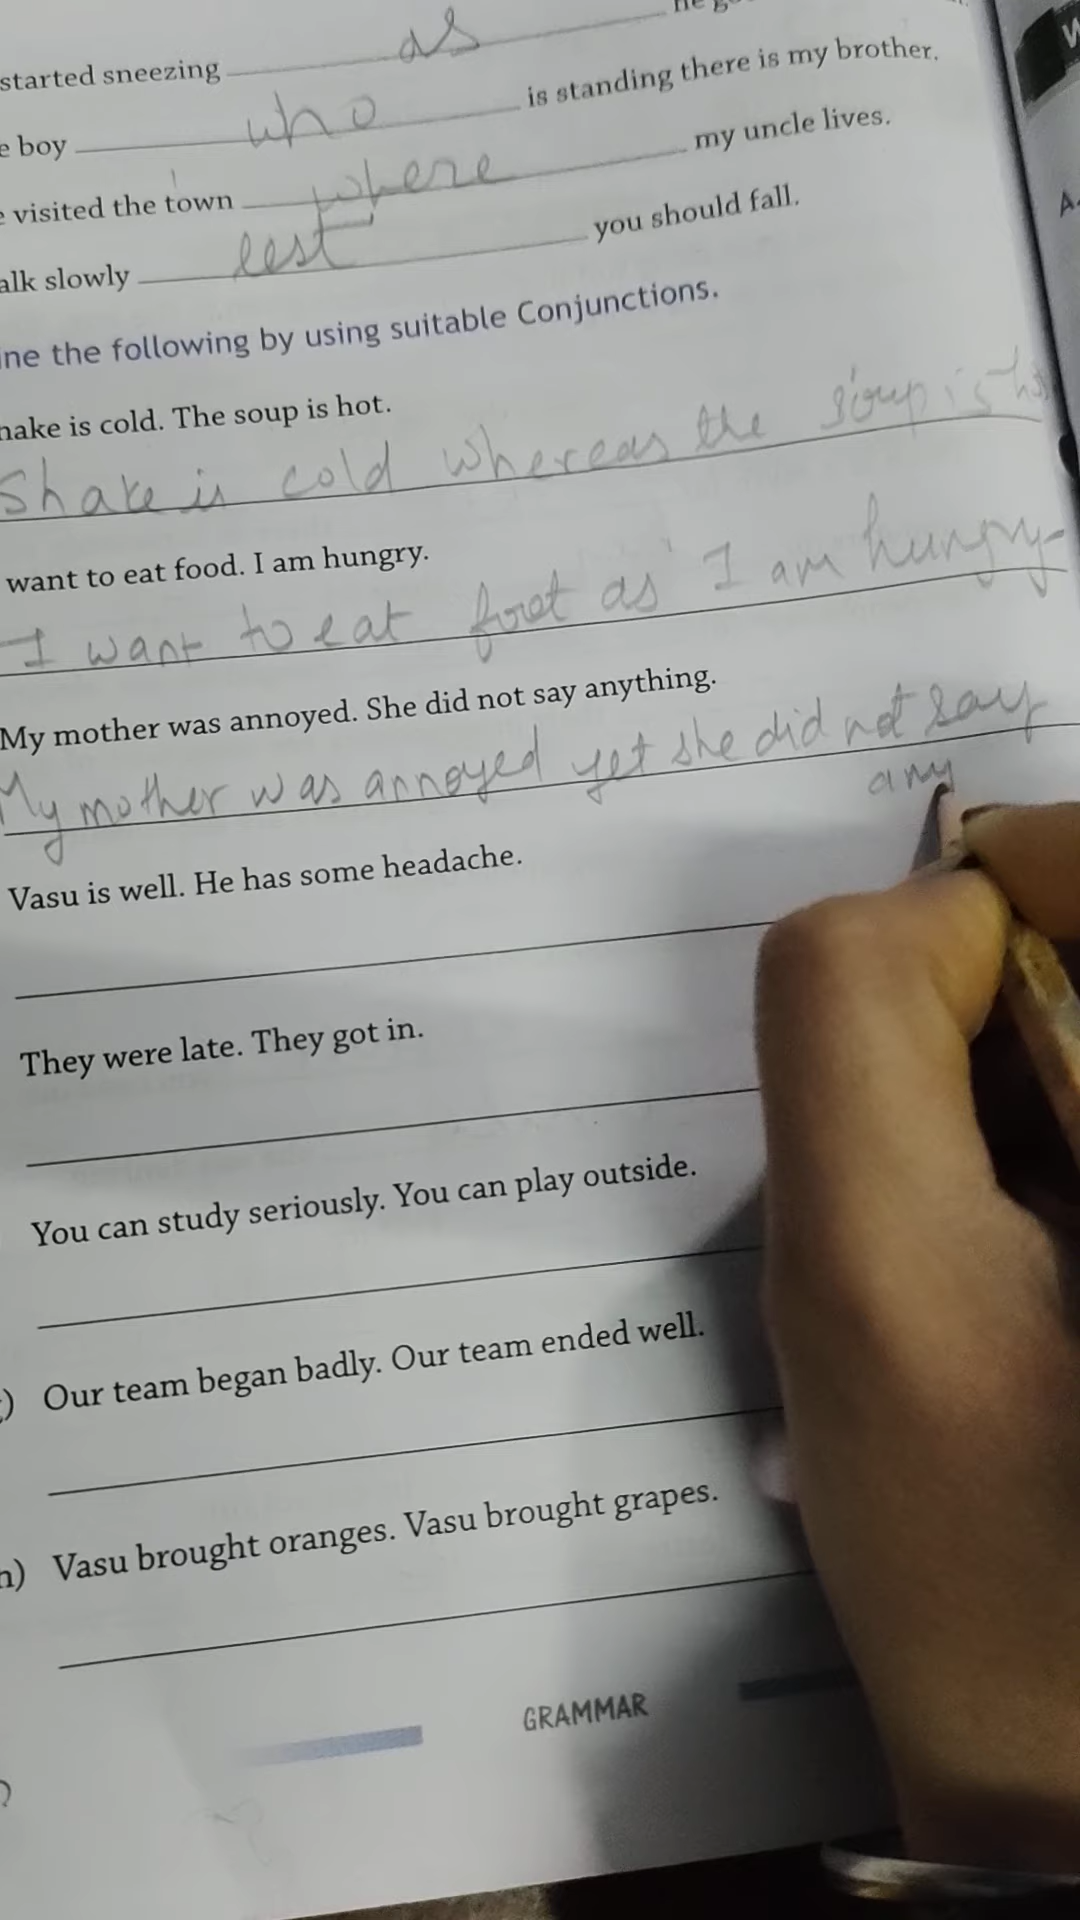 as
started sneezing
who
e boy is standing there is my brother.
where
visited the town my uncle lives.
lest
alk slowly you should fall.
ine the following by using suitable Conjunctions.
hake is cold. The soup is hot.
Shake is cold whereas the soup is
want to eat food. I am hungry.
I want to eat foot as I am hungry
My mother was annoyed. She did not say anything.
My mother was annoyed yet she did not say
any
Vasu is well. He has some headache.
They were late. They got in.
You can study seriously. You can play outside.
) Our team began badly. Our team ended well.
h) Vasu brought oranges. Vasu brought grapes.
GRAMMAR